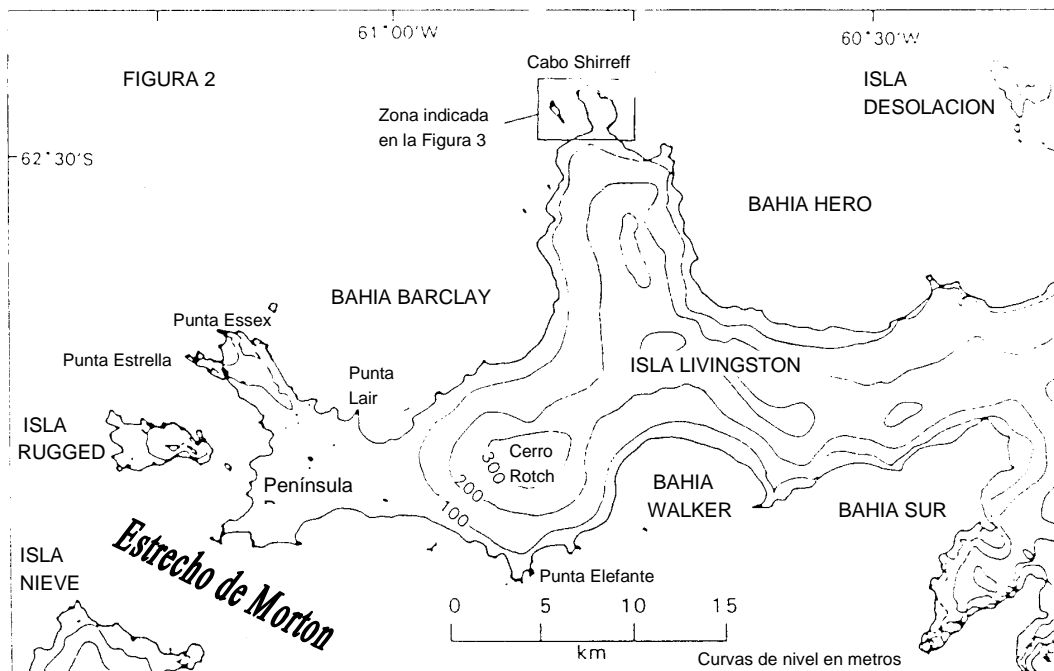 61°00'W
60°30'W
FIGURA 2
Cabo Shirreff
ISLA
DESOLACION
Zona indicada
en la Figura 3
62°30'S
BAHIA HERO
BAHIA BARCLAY
Punta Essex
Punta Estrella
Punta
Lair
ISLA LIVINGSTON
ISLA
RUGGED
Cerro
Rotch
300
200
100
Península
BAHIA
WALKER
BAHIA SUR
Estrecho de Morton
ISLA
NIEVE
Punta Elefante
0 5 10 15
km
Curvas de nivel en metros